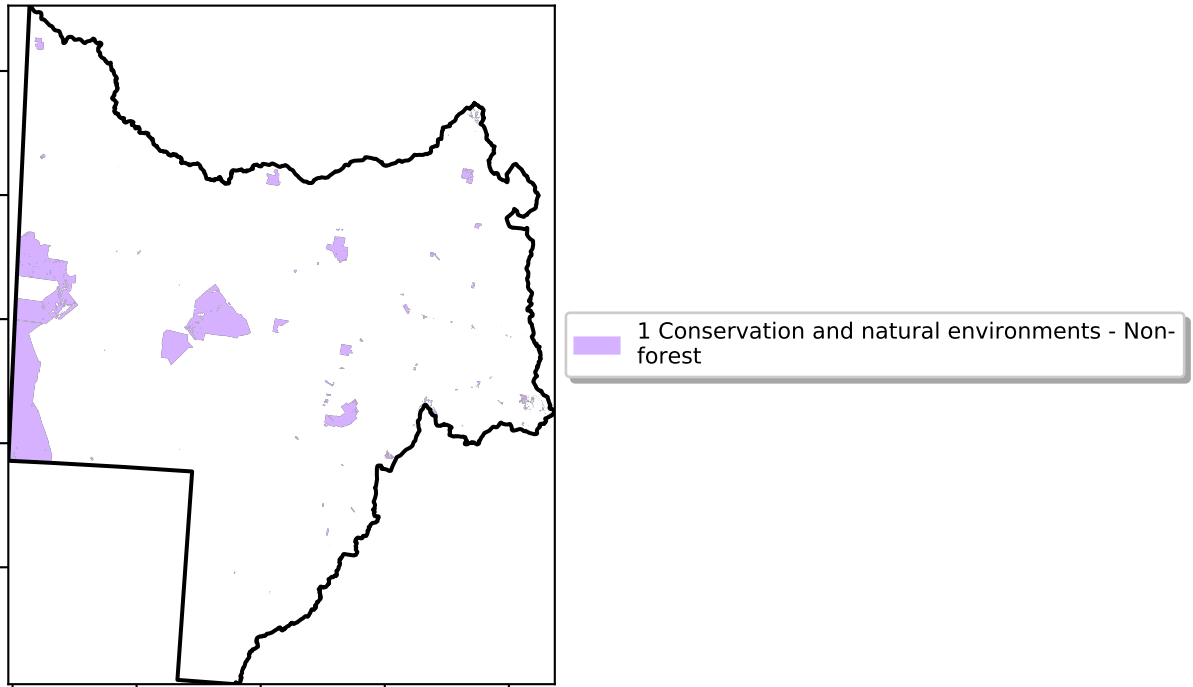 1 Conservation and natural environments - Non-
forest